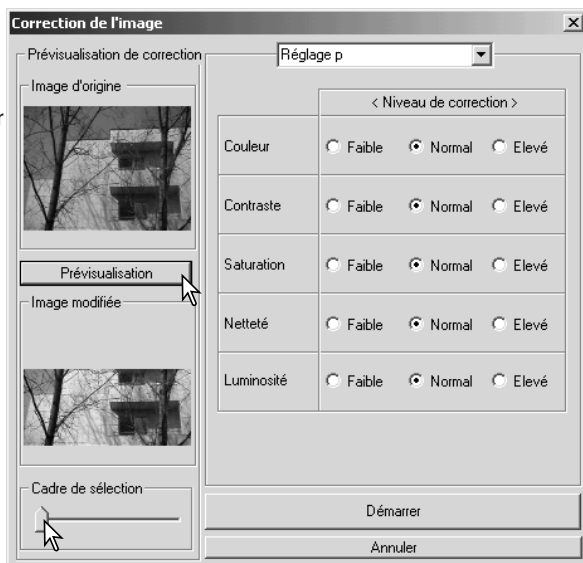 Correction de l'image
Prévisualisation de correction
Réglage p
Image d'origine
r
< Niveau de correction >
Couleur Faible Normal Elevé
Contraste Faible Normal Elevé
Saturation Faible Normal Elevé
Prévisualisation
Image modifiée
Netteté Faible Normal Elevé
Luminosité Faible Normal Elevé
Cadre de sélection
Démarrer
Annuler